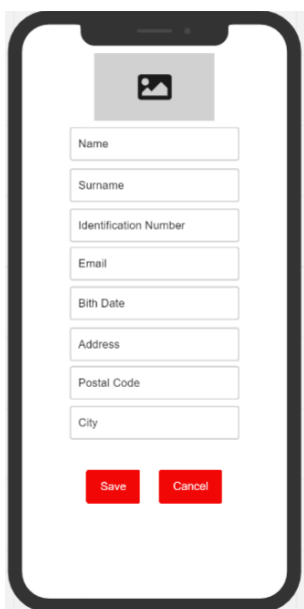 Name
Surname
Identification Number
Email
Bith Date
Address
Postal Code
City
Save Cancel